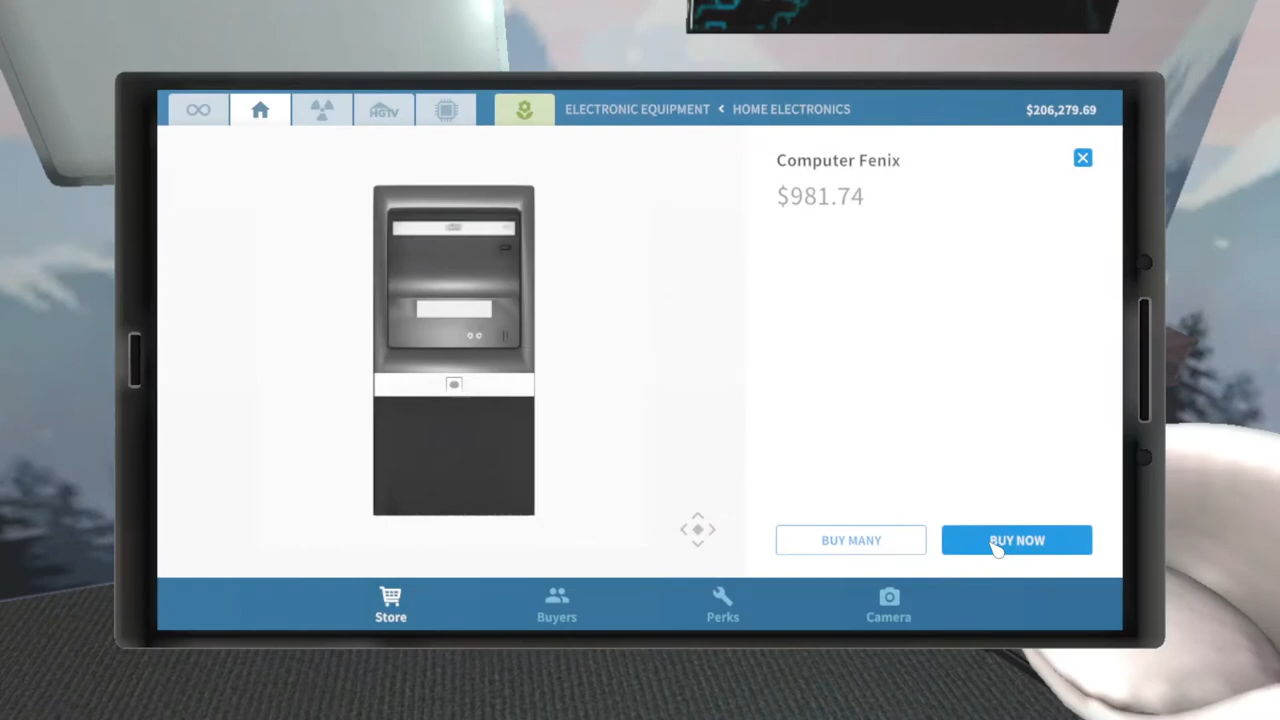 HGTV
ELECTRONIC EQUIPMENT < HOME ELECTRONICS
$206,279.69
Computer Fenix
$981.74
BUY MANY
BUY NOW
Store
Buyers
Perks
Camera